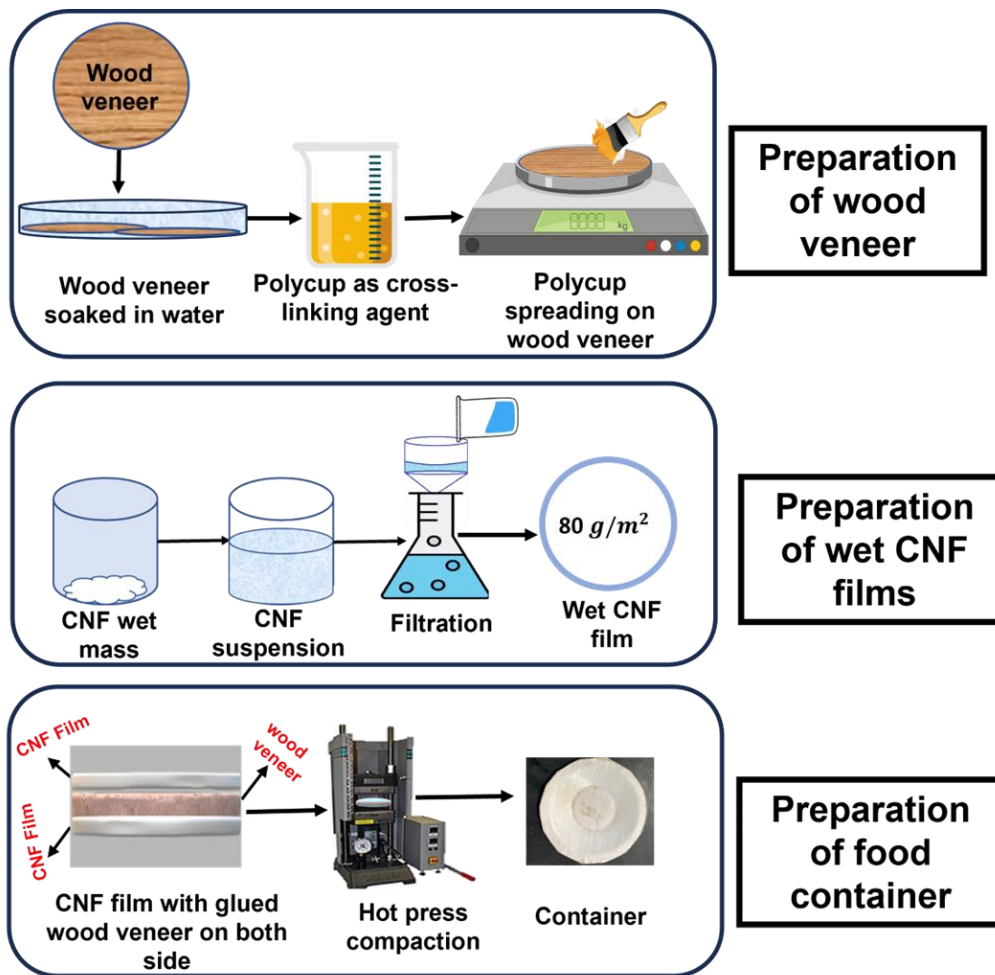 Wood
veneer
Wood veneer
soaked in water
Polycup as cross-
linking agent
kg
Polycup
spreading on
wood veneer
Preparation
of wood
veneer
CNF wet
mass
CNF
suspension
Filtration
80 g/m²
Wet CNF
film
Preparation
of wet CNF
films
CNF Film
CNF Film
wood
veneer
CNF film with glued
wood veneer on both
side
Hot press
compaction
Container
Preparation
of food
container